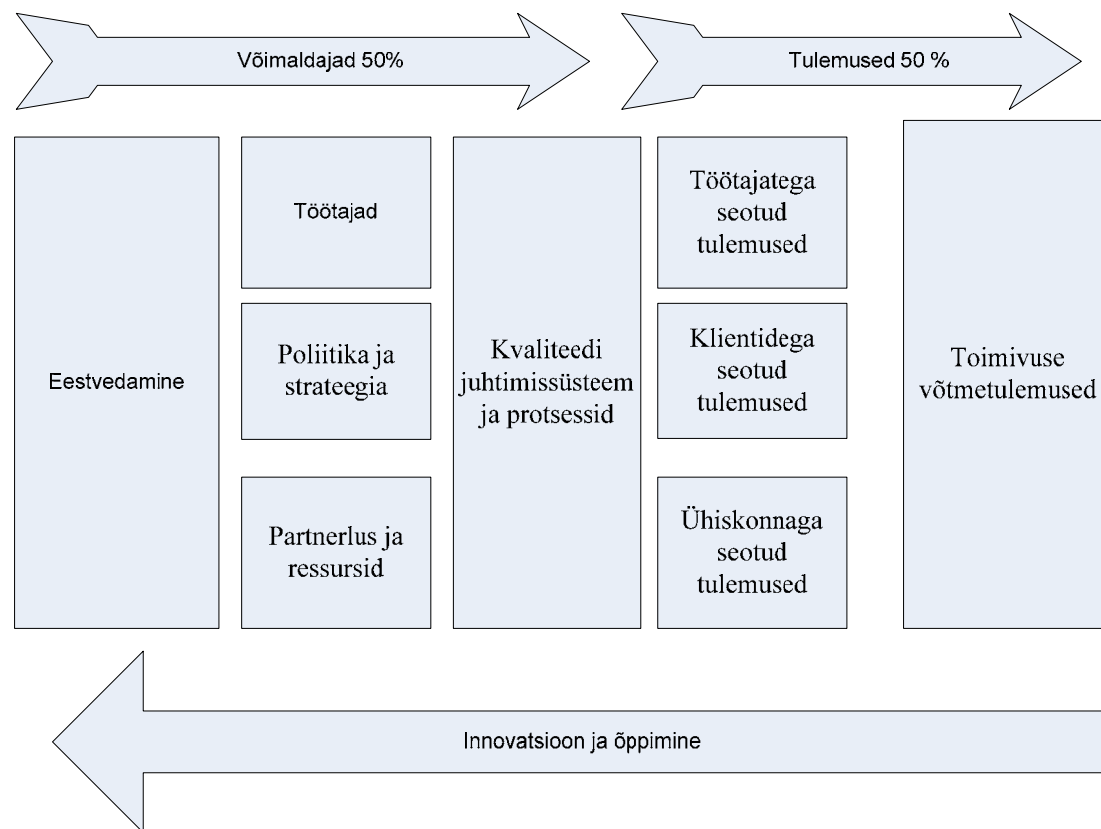 Võimaldajad 50%
Tulemused 50 %
Eestvedamine
Töötajad
Poliitika ja
strateegia
Partnerlus ja
ressursid
Kvaliteedi
juhtimissüsteem
ja protsessid
Töötajatega
seotud
tulemused
Klientidega
seotud
tulemused
Ühiskonnaga
seotud
tulemused
Toimivuse
võtmetulemused
Innovatsioon ja õppimine